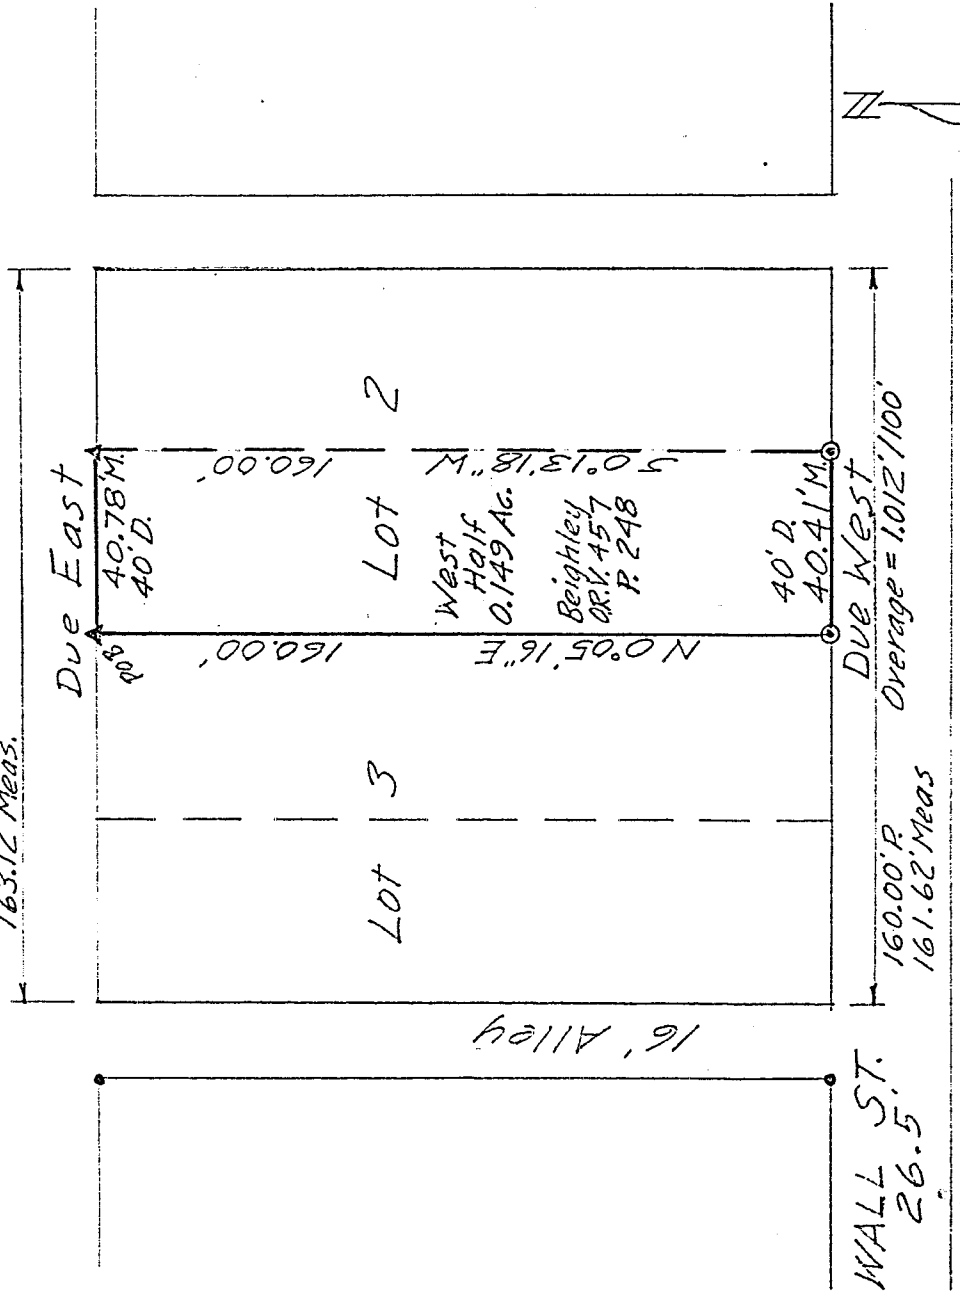 163.12' Meas.
Due East
P.O.B.
40.78' M.
40' D.
Lot 3
Lot 2
West
Half
0.149 Ac.
Beighley
O.R.V. 457
P. 248
N 0°05'16" E 160.00'
S 0°13'18" W 160.00'
40' D.
40.41' M.
Due West
16' Alley
160.00' P.
161.62' Meas
Overage = 1.012'/100'
WALL ST.
26.5'
N